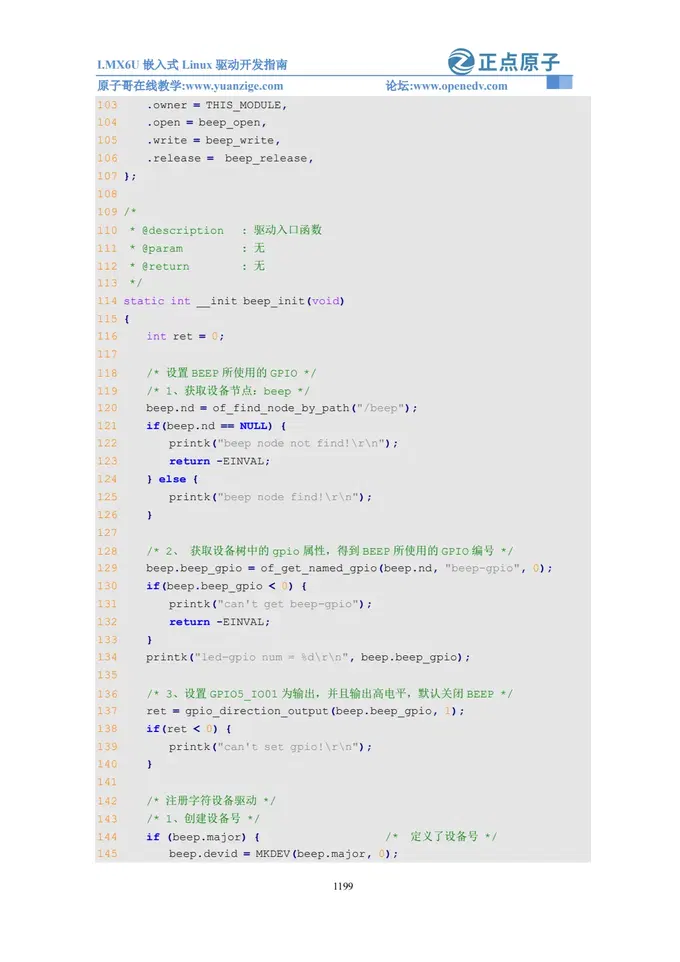 I.MX6U 嵌入式 Linux 驱动开发指南
正点原子
原子哥在线教学:www.yuanzige.com 论坛:www.openedv.com
103 .owner = THIS_MODULE,
104 .open = beep_open,
105 .write = beep_write,
106 .release = beep_release,
107 };
108
109 /*
110 * @description : 驱动入口函数
111 * @param : 无
112 * @return : 无
113 */
114 static int __init beep_init(void)
115 {
116 int ret = 0;
117
118 /* 设置 BEEP 所使用的 GPIO */
119 /* 1、获取设备节点：beep */
120 beep.nd = of_find_node_by_path("/beep");
121 if(beep.nd == NULL) {
122 printk("beep node not find!\r\n");
123 return -EINVAL;
124 } else {
125 printk("beep node find!\r\n");
126 }
127
128 /* 2、 获取设备树中的 gpio 属性，得到 BEEP 所使用的 GPIO 编号 */
129 beep.beep_gpio = of_get_named_gpio(beep.nd, "beep-gpio", 0);
130 if(beep.beep_gpio < 0) {
131 printk("can't get beep-gpio");
132 return -EINVAL;
133 }
134 printk("led-gpio num = %d\r\n", beep.beep_gpio);
135
136 /* 3、设置 GPIO5_IO01 为输出，并且输出高电平，默认关闭 BEEP */
137 ret = gpio_direction_output(beep.beep_gpio, 1);
138 if(ret < 0) {
139 printk("can't set gpio!\r\n");
140 }
141
142 /* 注册字符设备驱动 */
143 /* 1、创建设备号 */
144 if (beep.major) { /* 定义了设备号 */
145 beep.devid = MKDEV(beep.major, 0);
1199